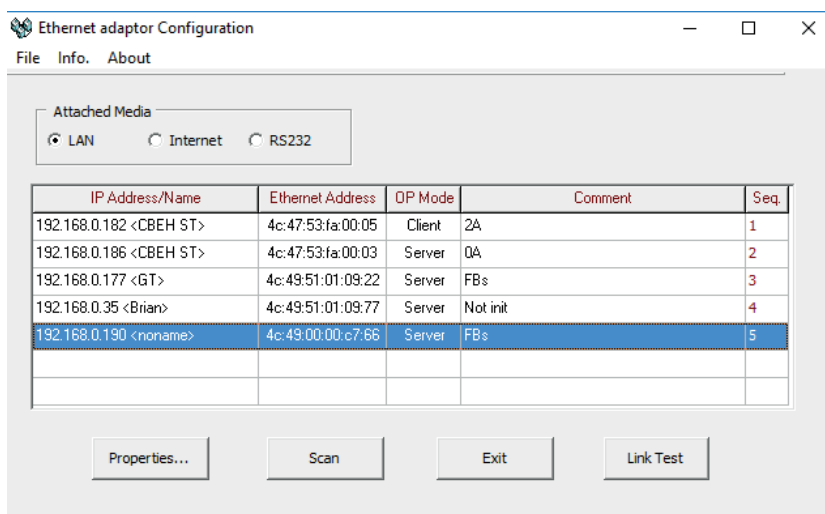 Ethernet adaptor Configuration
File Info. About
Attached Media
LAN Internet RS232
IP Address/Name Ethernet Address OP Mode Comment Seq.
192.168.0.182 <CBEH ST> 4c:47:53:fa:00:05 Client 2A 1
192.168.0.186 <CBEH ST> 4c:47:53:fa:00:03 Server 0A 2
192.168.0.177 <GT> 4c:49:51:01:09:22 Server FBs 3
192.168.0.35 <Brian> 4c:49:51:01:09:77 Server Not init 4
192.168.0.190 <noname> 4c:49:00:00:c7:66 Server FBs 5
Properties... Scan Exit Link Test